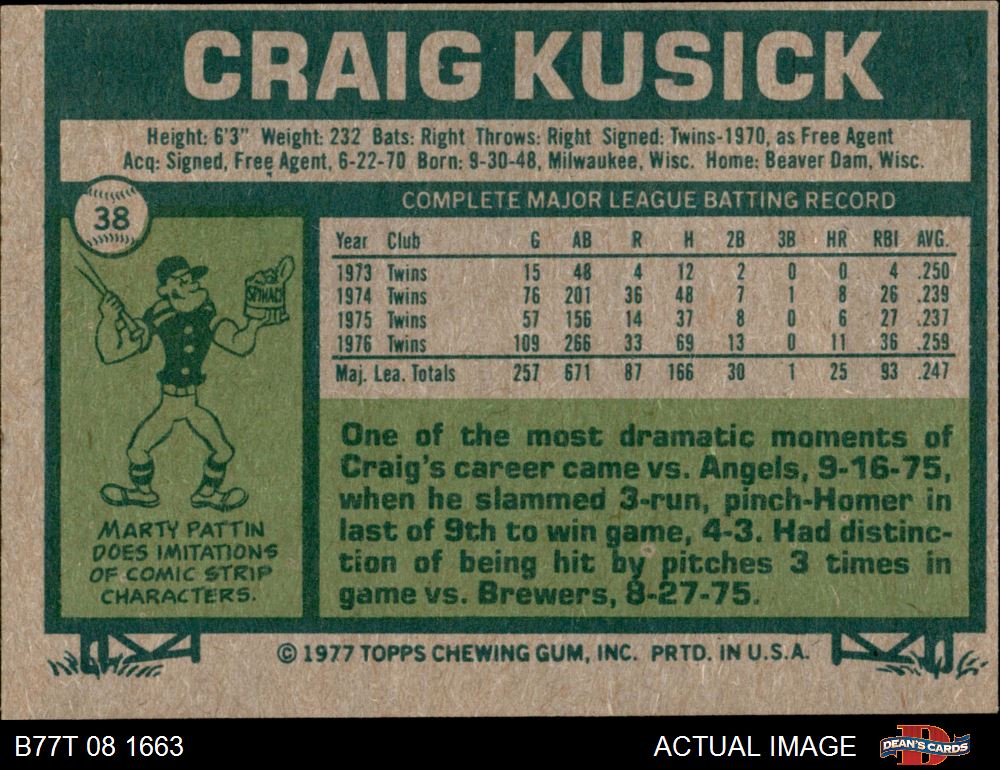 CRAIG KUSICK
Height: 6'3" Weight: 232 Bats: Right Throws: Right Signed: Twins-1970, as Free Agent
Acq: Signed, Free Agent, 6-22-70 Born: 9-30-48, Milwaukee, Wisc. Home: Beaver Dam, Wisc.
38
COMPLETE MAJOR LEAGUE BATTING RECORD
Year Club G AB R H 2B 3B HR RBI AVG.
1973 Twins 15 48 4 12 2 0 0 4 .250
1974 Twins 76 201 36 48 7 1 8 26 .239
1975 Twins 57 156 14 37 8 0 6 27 .237
1976 Twins 109 266 33 69 13 0 11 36 .259
Maj. Lea. Totals 257 671 87 166 30 1 25 93 .247
SPINACH
MARTY PATTIN
DOES IMITATIONS
OF COMIC STRIP
CHARACTERS.
One of the most dramatic moments of
Craig's career came vs. Angels, 9-16-75,
when he slammed 3-run, pinch-Homer in
last of 9th to win game, 4-3. Had distinc-
tion of being hit by pitches 3 times in
game vs. Brewers, 8-27-75.
© 1977 TOPPS CHEWING GUM, INC. PRTD. IN U.S.A.
B77T 08 1663
ACTUAL IMAGE
DEAN'S CARDS